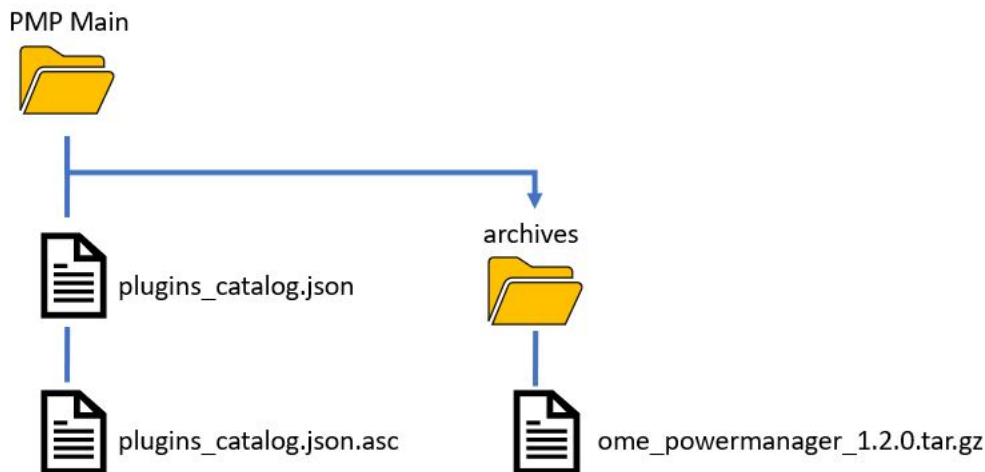 PMP Main
archives
plugins_catalog.json
plugins_catalog.json.asc
ome_powermanager_1.2.0.tar.gz